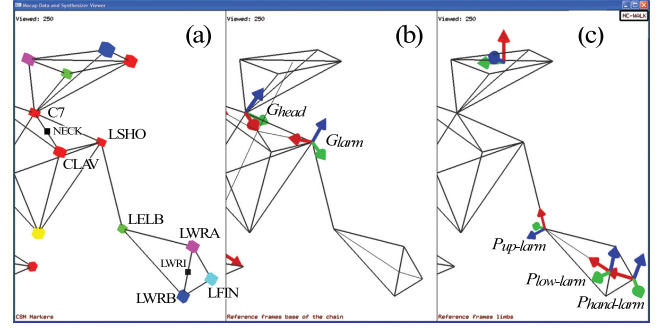 Mocap Data and Synthesizer Viewer
Viewed: 250
(a)
C7
NECK
LSHO
CLAV
LELB
LWRA
LWRI
LFIN
LWRB
CSM Markers
Viewed: 250
(b)
Ghead
Glarm
Reference frames base of the chain
Viewed: 250
MC-WALK
(c)
Pup-larm
Plow-larm
Phand-larm
Reference frames limbs